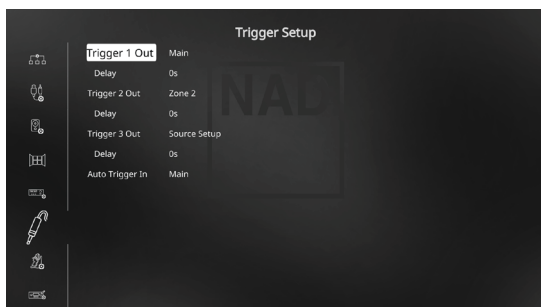 Trigger Setup
Trigger 1 Out Main
Delay 0s
Trigger 2 Out Zone 2
Delay 0s
Trigger 3 Out Source Setup
Delay 0s
Auto Trigger In Main
NAD